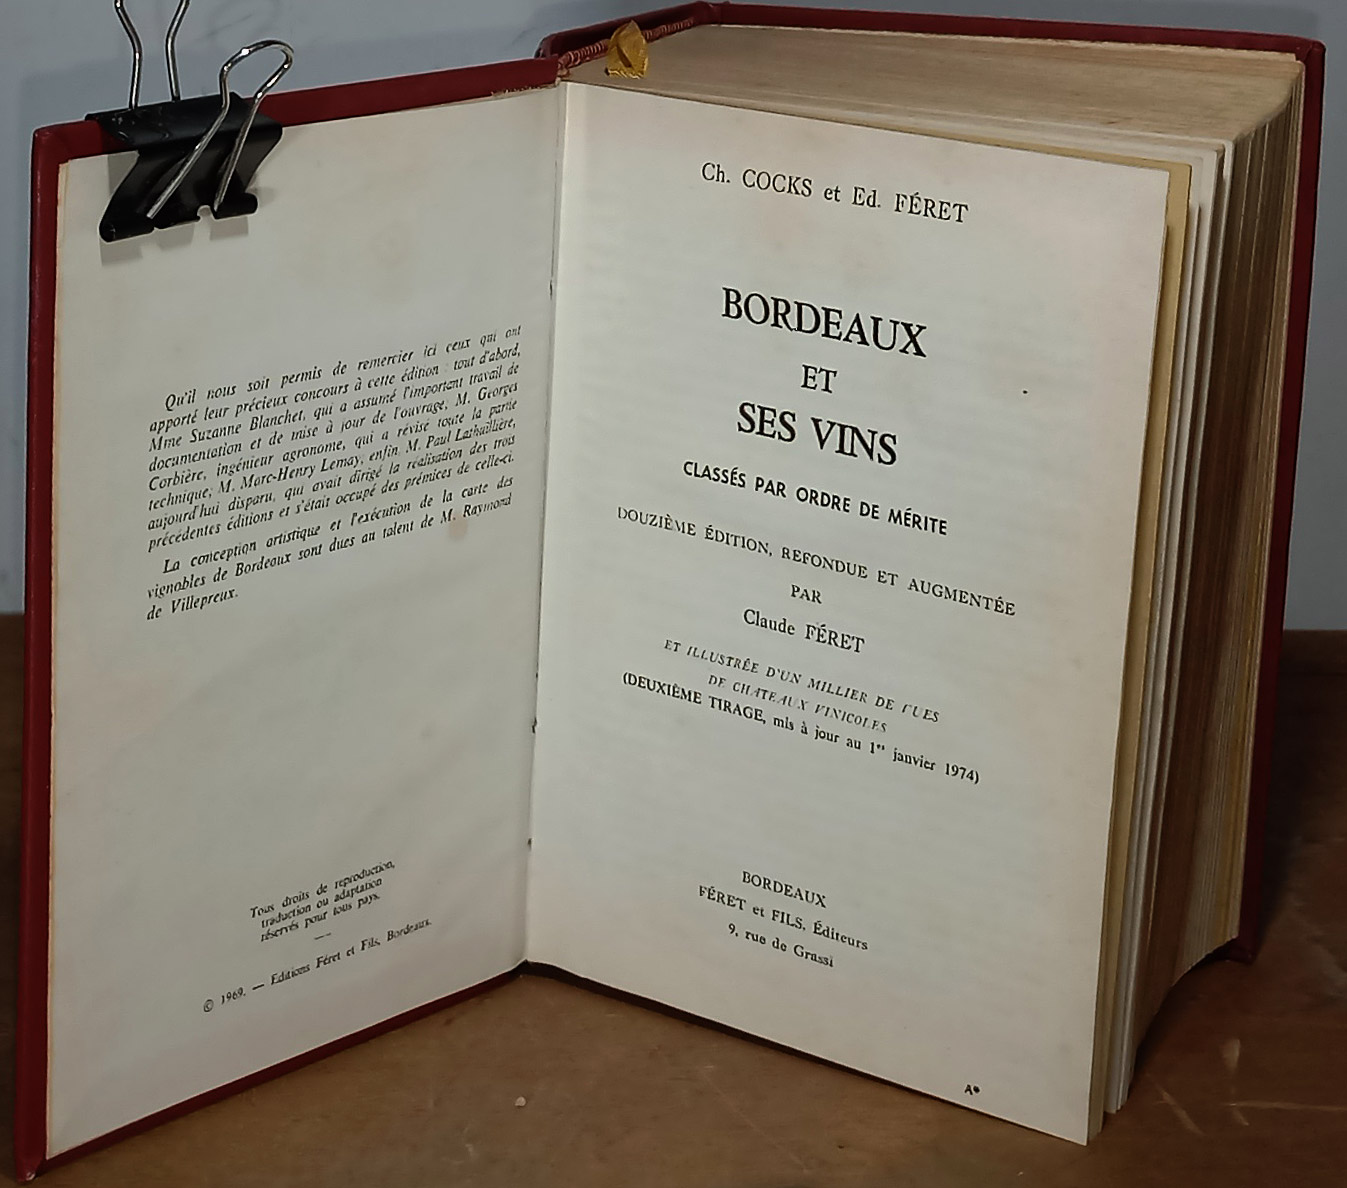 Qu'il nous soit permis de remercier ici ceux qui ont
apporté leur précieux concours à cette édition : tout d'abord,
Mme Suzanne Blanchet, qui a assumé l'important travail de
documentation et de mise à jour de l'ouvrage, M. Georges
Corbière, ingénieur agronome, qui a révisé toute la partie
technique; M. Marc-Henry Lemay; enfin M. Paul Lathuillière,
aujourd'hui disparu, qui avait dirigé la réalisation des trois
précédentes éditions et s'était occupé des prémices de celle-ci.
La conception artistique et l'exécution de la carte des
vignobles de Bordeaux sont dues au talent de M. Raymond
de Villepreux.
Tous droits de reproduction,
traduction ou adaptation
réservés pour tous pays.
© 1969. — Editions Féret et Fils, Bordeaux.
Ch. COCKS et Ed. FÉRET
BORDEAUX
ET
SES VINS
CLASSÉS PAR ORDRE DE MÉRITE
DOUZIÈME ÉDITION, REFONDUE ET AUGMENTÉE
PAR
Claude FÉRET
ET ILLUSTRÉE D'UN MILLIER DE VUES
DE CHATEAUX VINICOLES
(DEUXIÈME TIRAGE, mis à jour au 1er janvier 1974)
BORDEAUX
FÉRET et FILS, Éditeurs
9, rue de Grassi
A*